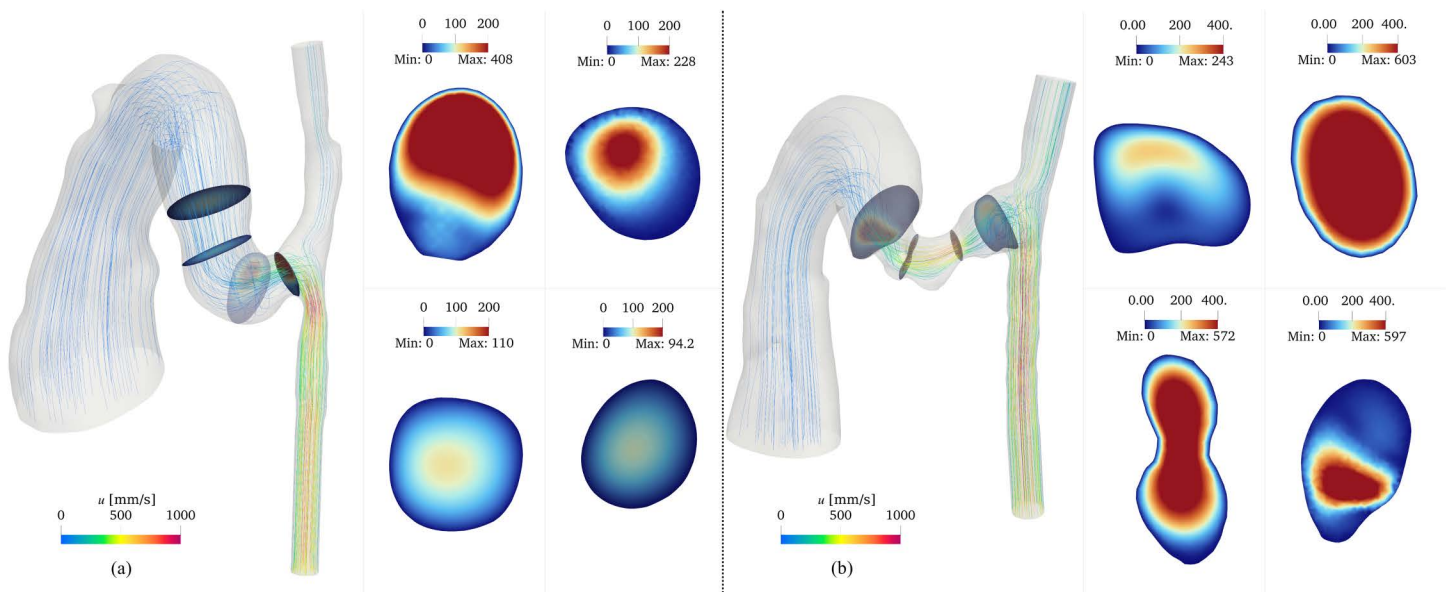 0 100 200
Min: 0 Max: 408
0 100 200
Min: 0 Max: 228
0 100 200
Min: 0 Max: 110
0 100 200
Min: 0 Max: 94.2
u [mm/s]
0 500 1000
(a)
0.00 200 400.
Min: 0 Max: 243
0.00 200 400.
Min: 0 Max: 603
0.00 200 400.
Min: 0 Max: 572
0.00 200 400.
Min: 0 Max: 597
u [mm/s]
0 500 1000
(b)